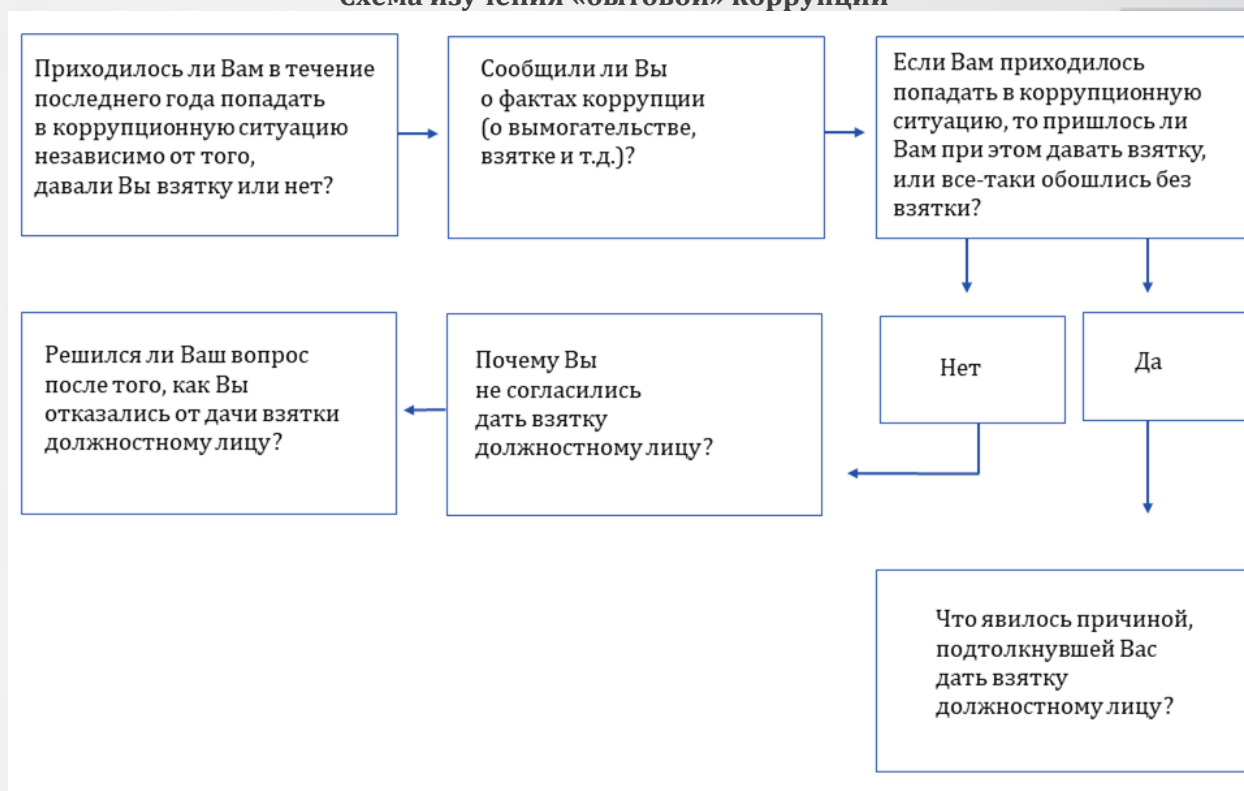 Схема изучения «бытовой» коррупции
Приходилось ли Вам в течение
последнего года попадать
в коррупционную ситуацию
независимо от того,
давали Вы взятку или нет?
Сообщили ли Вы
о фактах коррупции
(о вымогательстве,
взятке и т.д.)?
Если Вам приходилось
попадать в коррупционную
ситуацию, то пришлось ли
Вам при этом давать взятку,
или все-таки обошлись без
взятки?
Нет
Да
Почему Вы
не согласились
дать взятку
должностному лицу?
Решился ли Ваш вопрос
после того, как Вы
отказались от дачи взятки
должностному лицу?
Что явилось причиной,
подтолкнувшей Вас
дать взятку
должностному лицу?